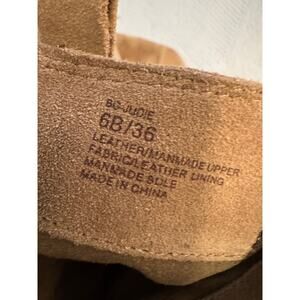 BC-JUDIE
6B/36
LEATHER/MANMADE UPPER
FABRIC/LEATHER LINING
MANMADE SOLE
MADE IN CHINA